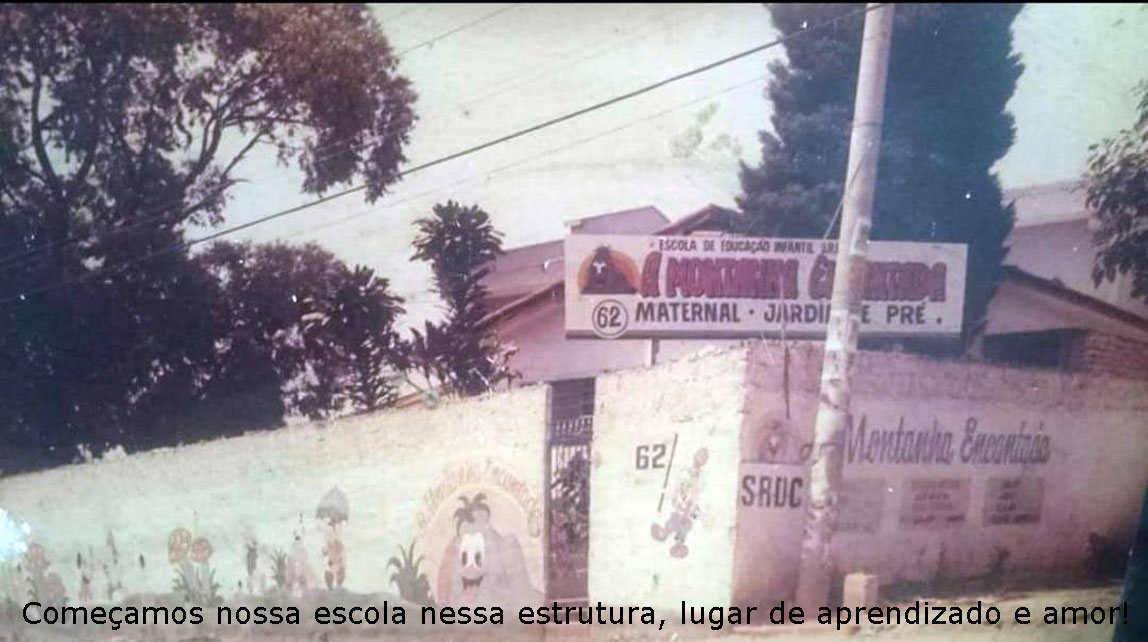 ESCOLA DE EDUCAÇÃO INFANTIL
A MONTANHA ENCANTADA
62 MATERNAL · JARDIM E PRÉ .
62
SRDC
Montanha Encantada
Começamos nossa escola nessa estrutura, lugar de aprendizado e amor!